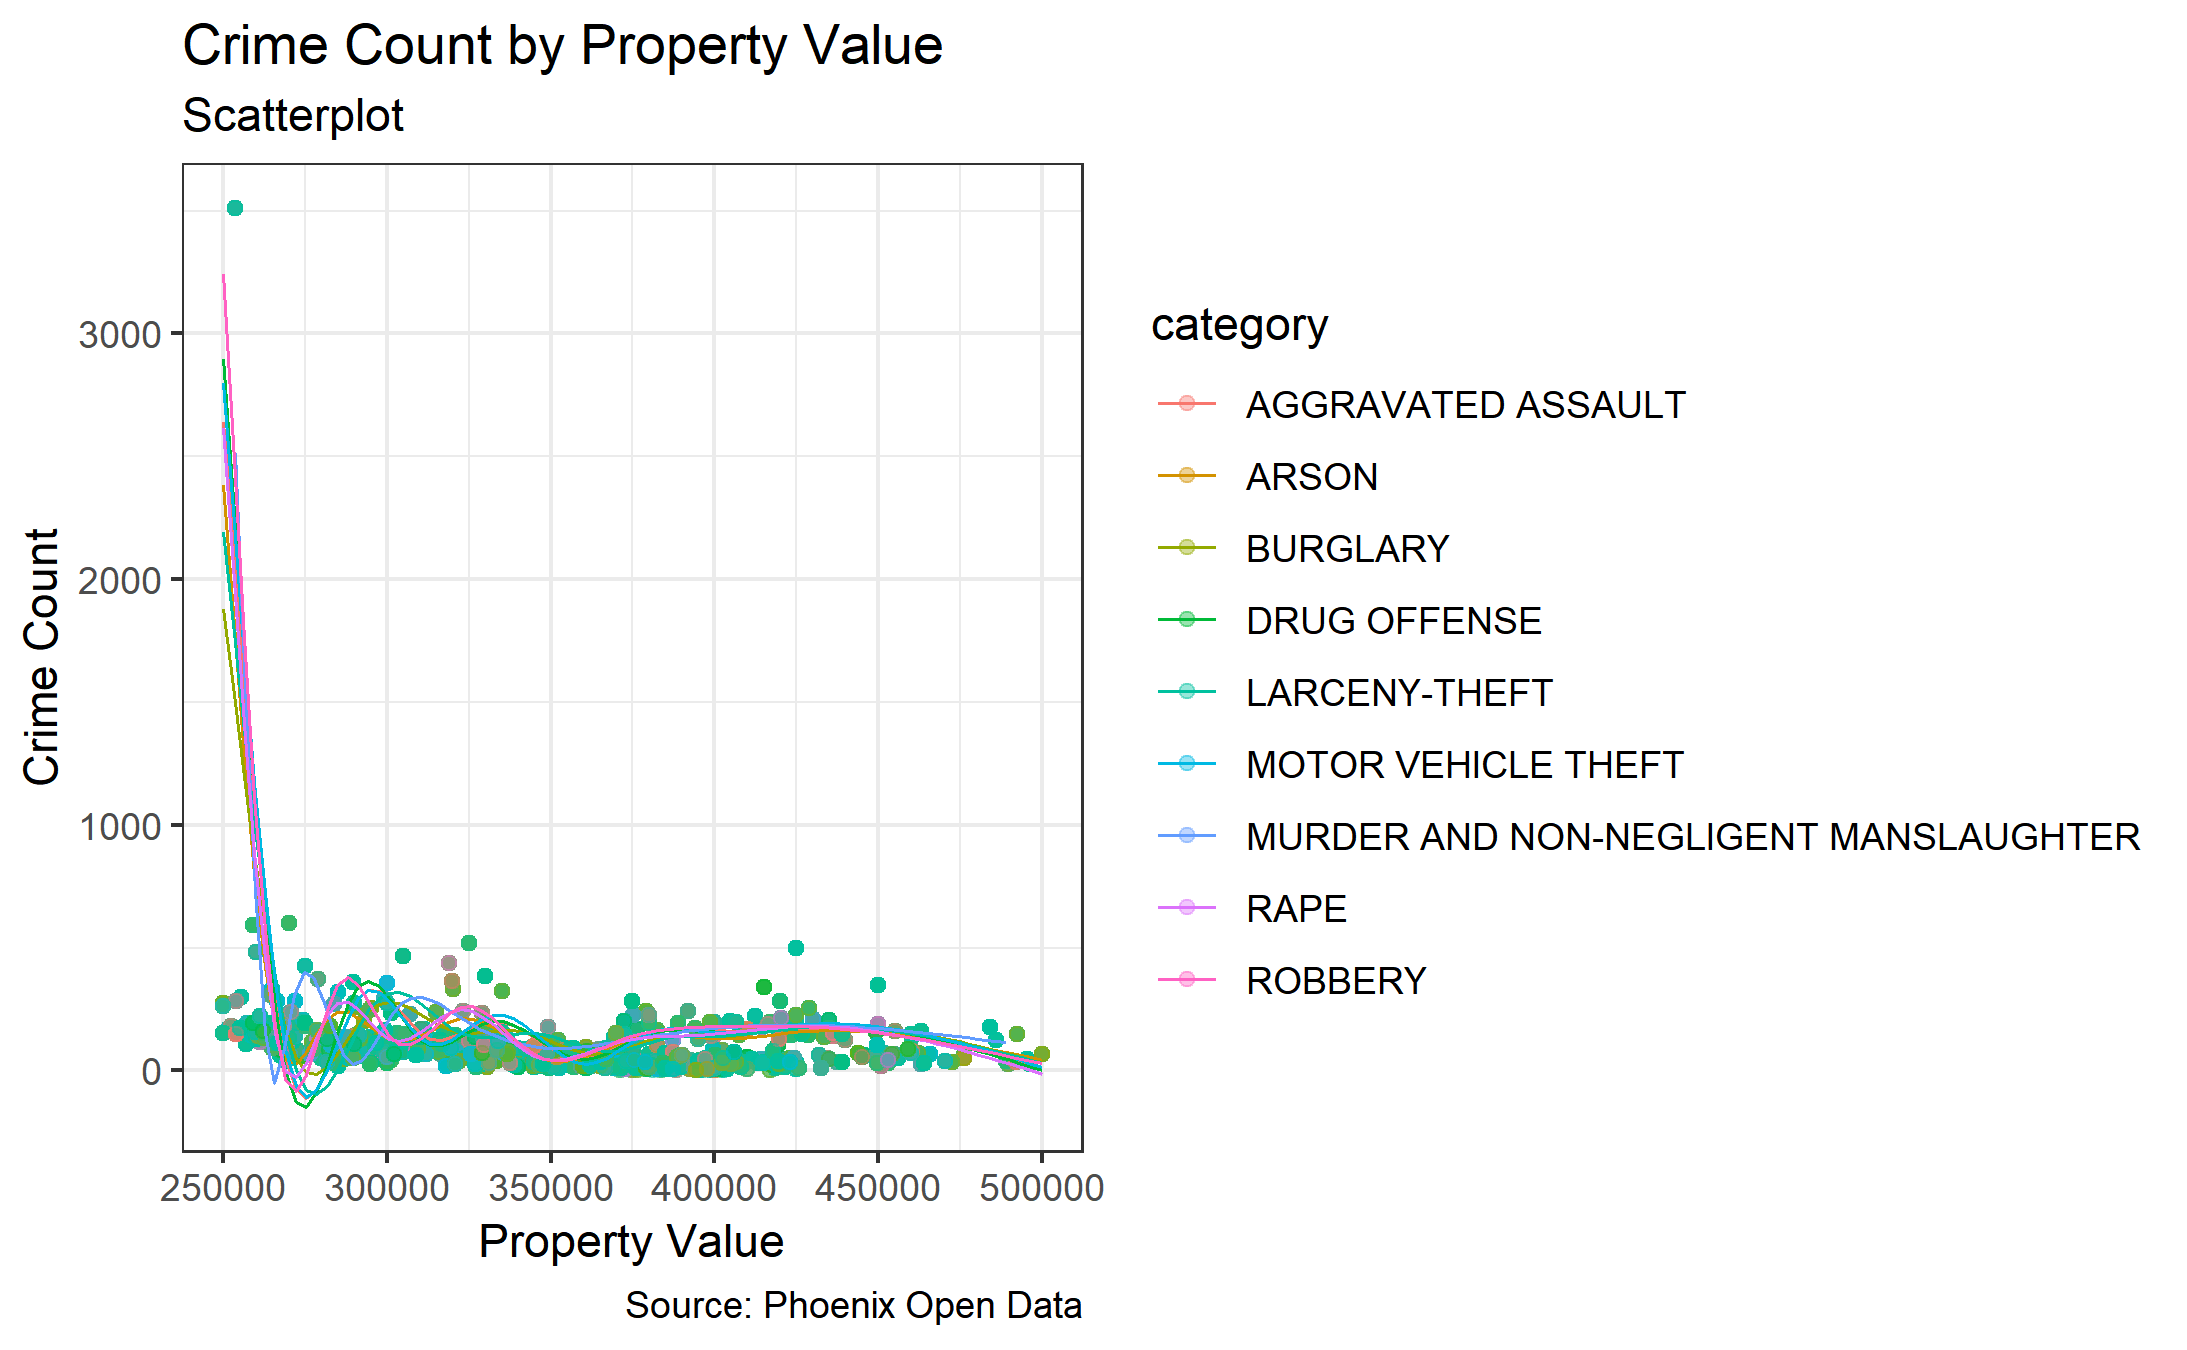 Crime Count by Property Value
Scatterplot
3000
2000
1000
0
Crime Count
250000 300000 350000 400000 450000 500000
Property Value
Source: Phoenix Open Data
category
AGGRAVATED ASSAULT
ARSON
BURGLARY
DRUG OFFENSE
LARCENY-THEFT
MOTOR VEHICLE THEFT
MURDER AND NON-NEGLIGENT MANSLAUGHTER
RAPE
ROBBERY